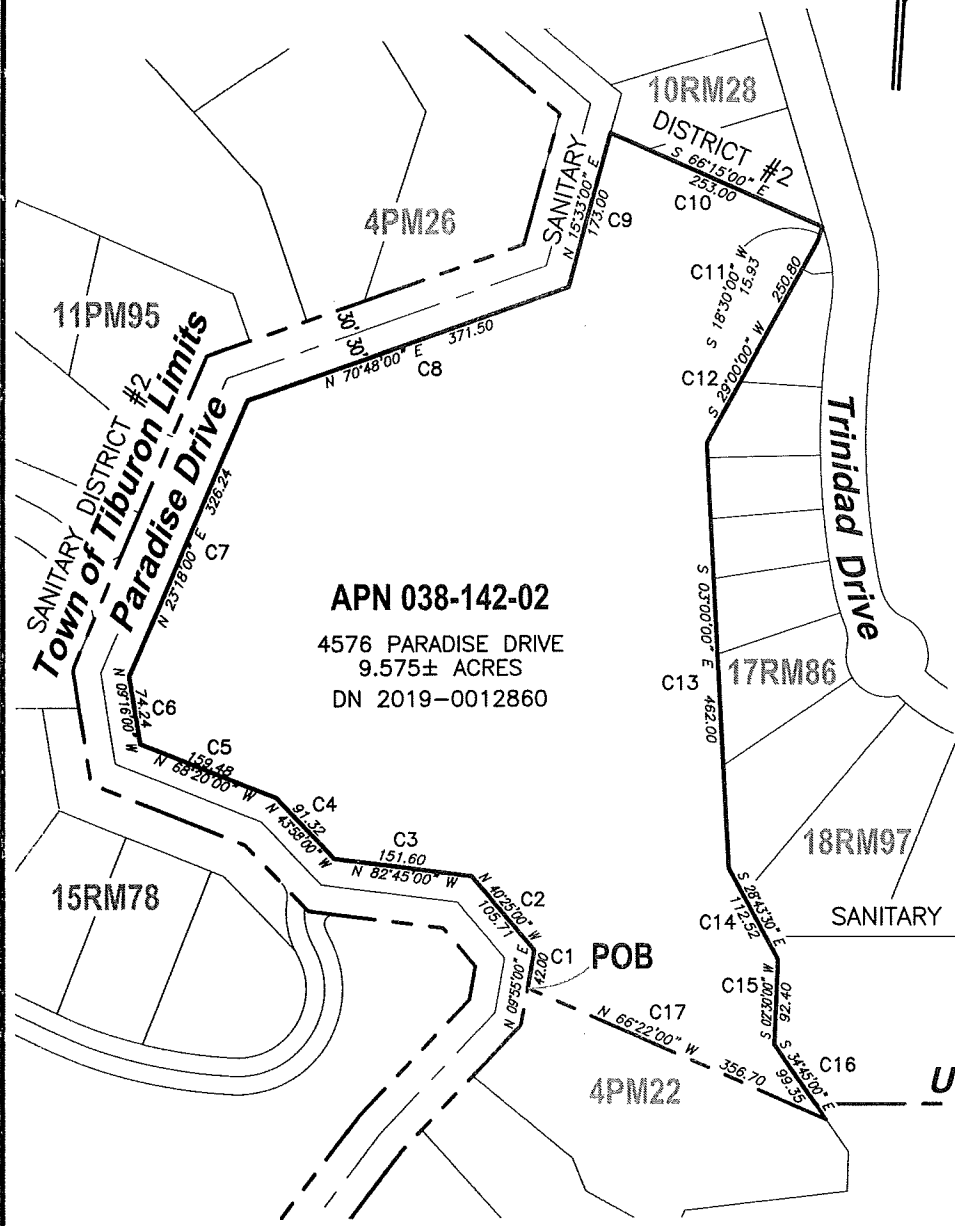 10RM28
DISTRICT #2
S 66°15'00" E
253.00
C10
SANITARY
N 15°33'00" E
173.00
C9
4PM26
C11
S 18°30'00" W
15.93
250.80
S 29°00'00" W
C12
11PM95
30'
30'
N 70°48'00" E
371.50
C8
SANITARY DISTRICT #2
Town of Tiburon Limits
Paradise Drive
N 23°18'00" E
326.24
C7
Trinidad Drive
APN 038-142-02
4576 PARADISE DRIVE
9.575± ACRES
DN 2019-0012860
S 03°00'00" E
462.00
C13
17RM86
N 09°16'00" W
74.24
C6
C5
159.48
N 68°20'00" W
C4
91.32
N 43°58'00" W
C3
151.60
N 82°45'00" W
N 40°25'00" W
105.71
C2
15RM78
18RM97
S 28°43'30" E
112.52
C14
SANITARY
C1
42.00
N 09°55'00" E
POB
C15
S 02°03'00" W
92.40
C17
N 66°22'00" W
356.70
S 34°45'00" E
99.35
C16
4PM22
U